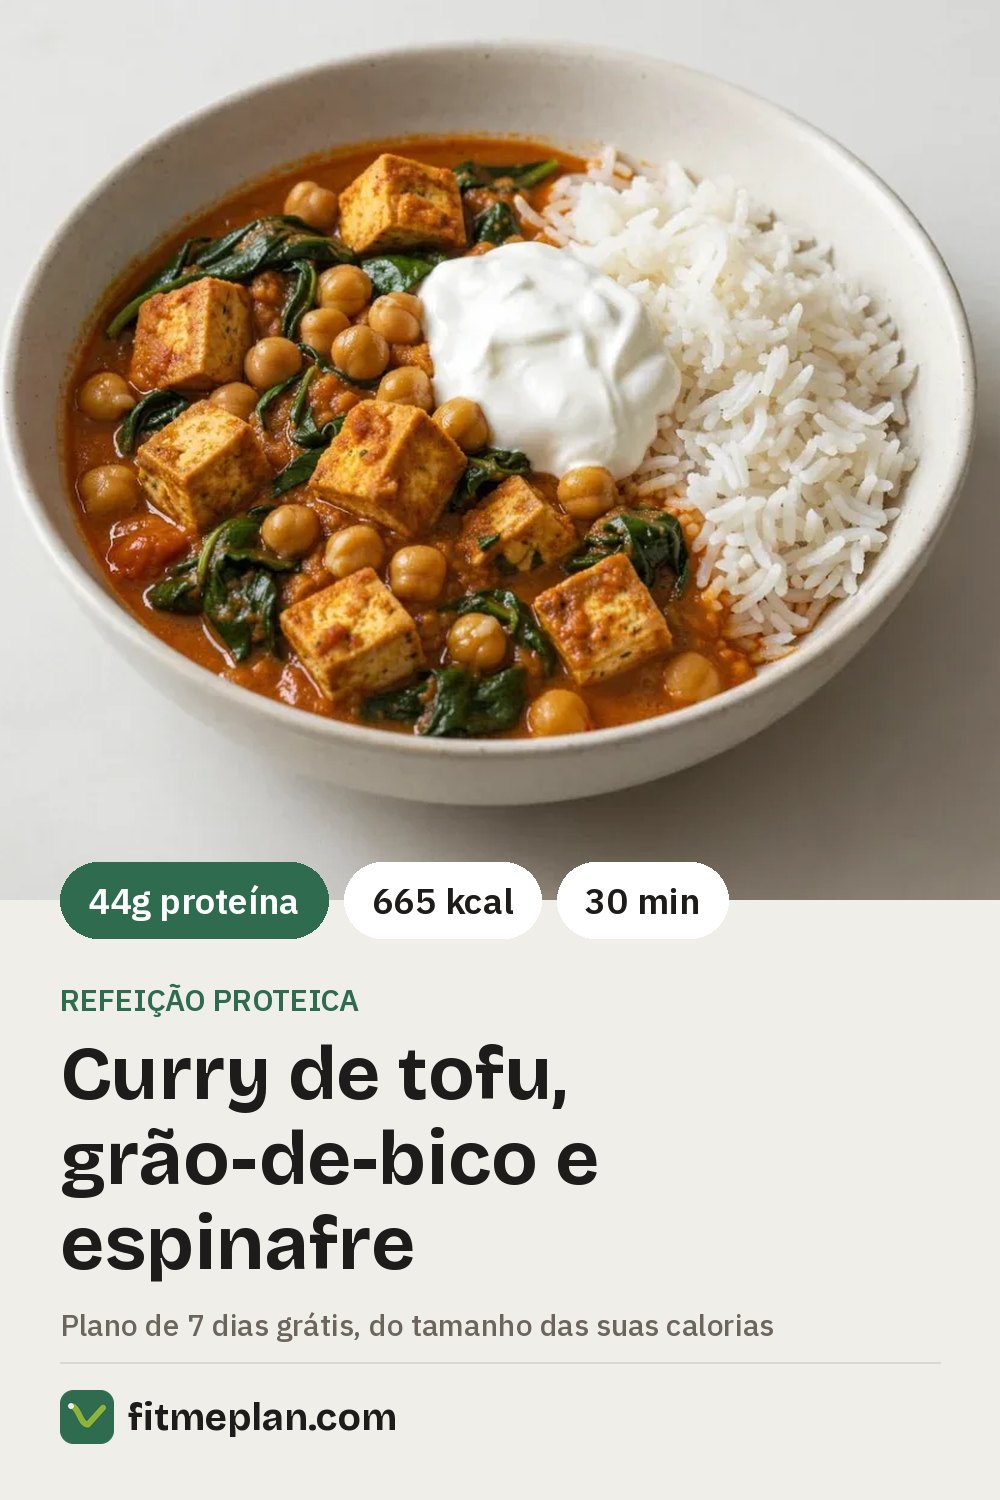 44g proteína
665 kcal
30 min
REFEIÇÃO PROTEICA
Curry de tofu,
grão-de-bico e
espinafre
Plano de 7 dias grátis, do tamanho das suas calorias
fitmeplan.com